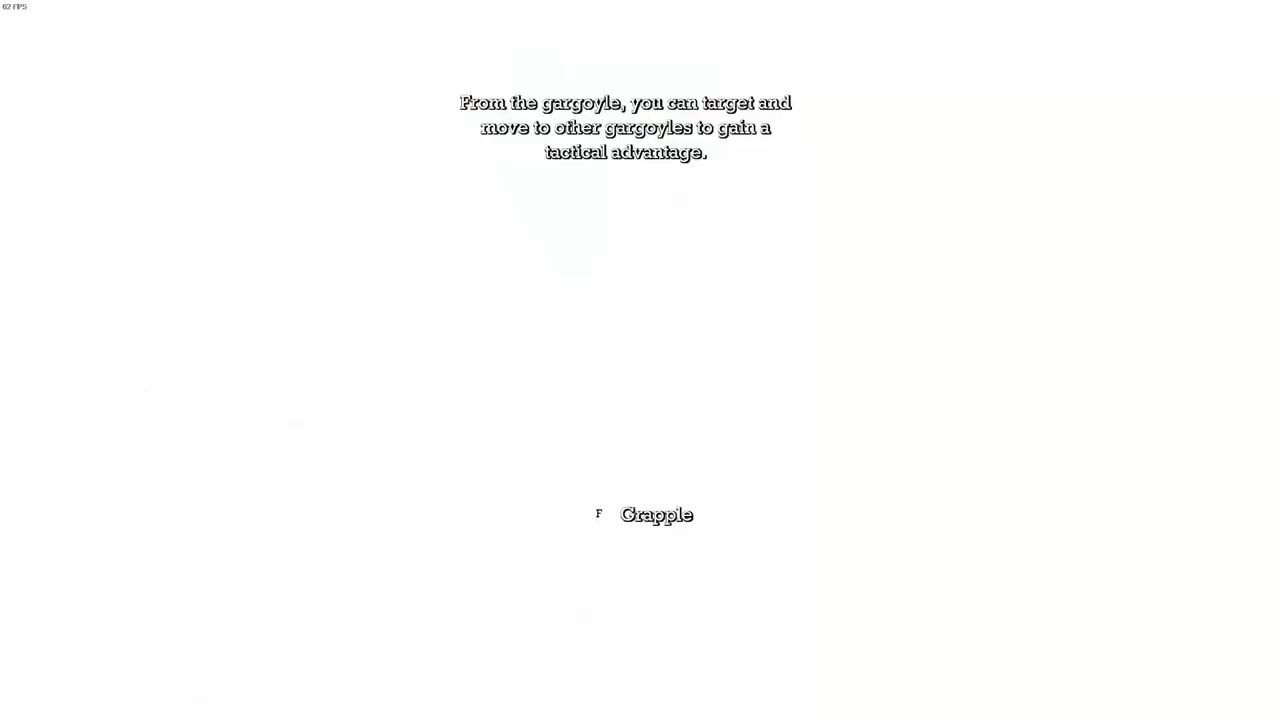 62 FPS
From the gargoyle, you can target and
move to other gargoyles to gain a
tactical advantage.
F Grapple